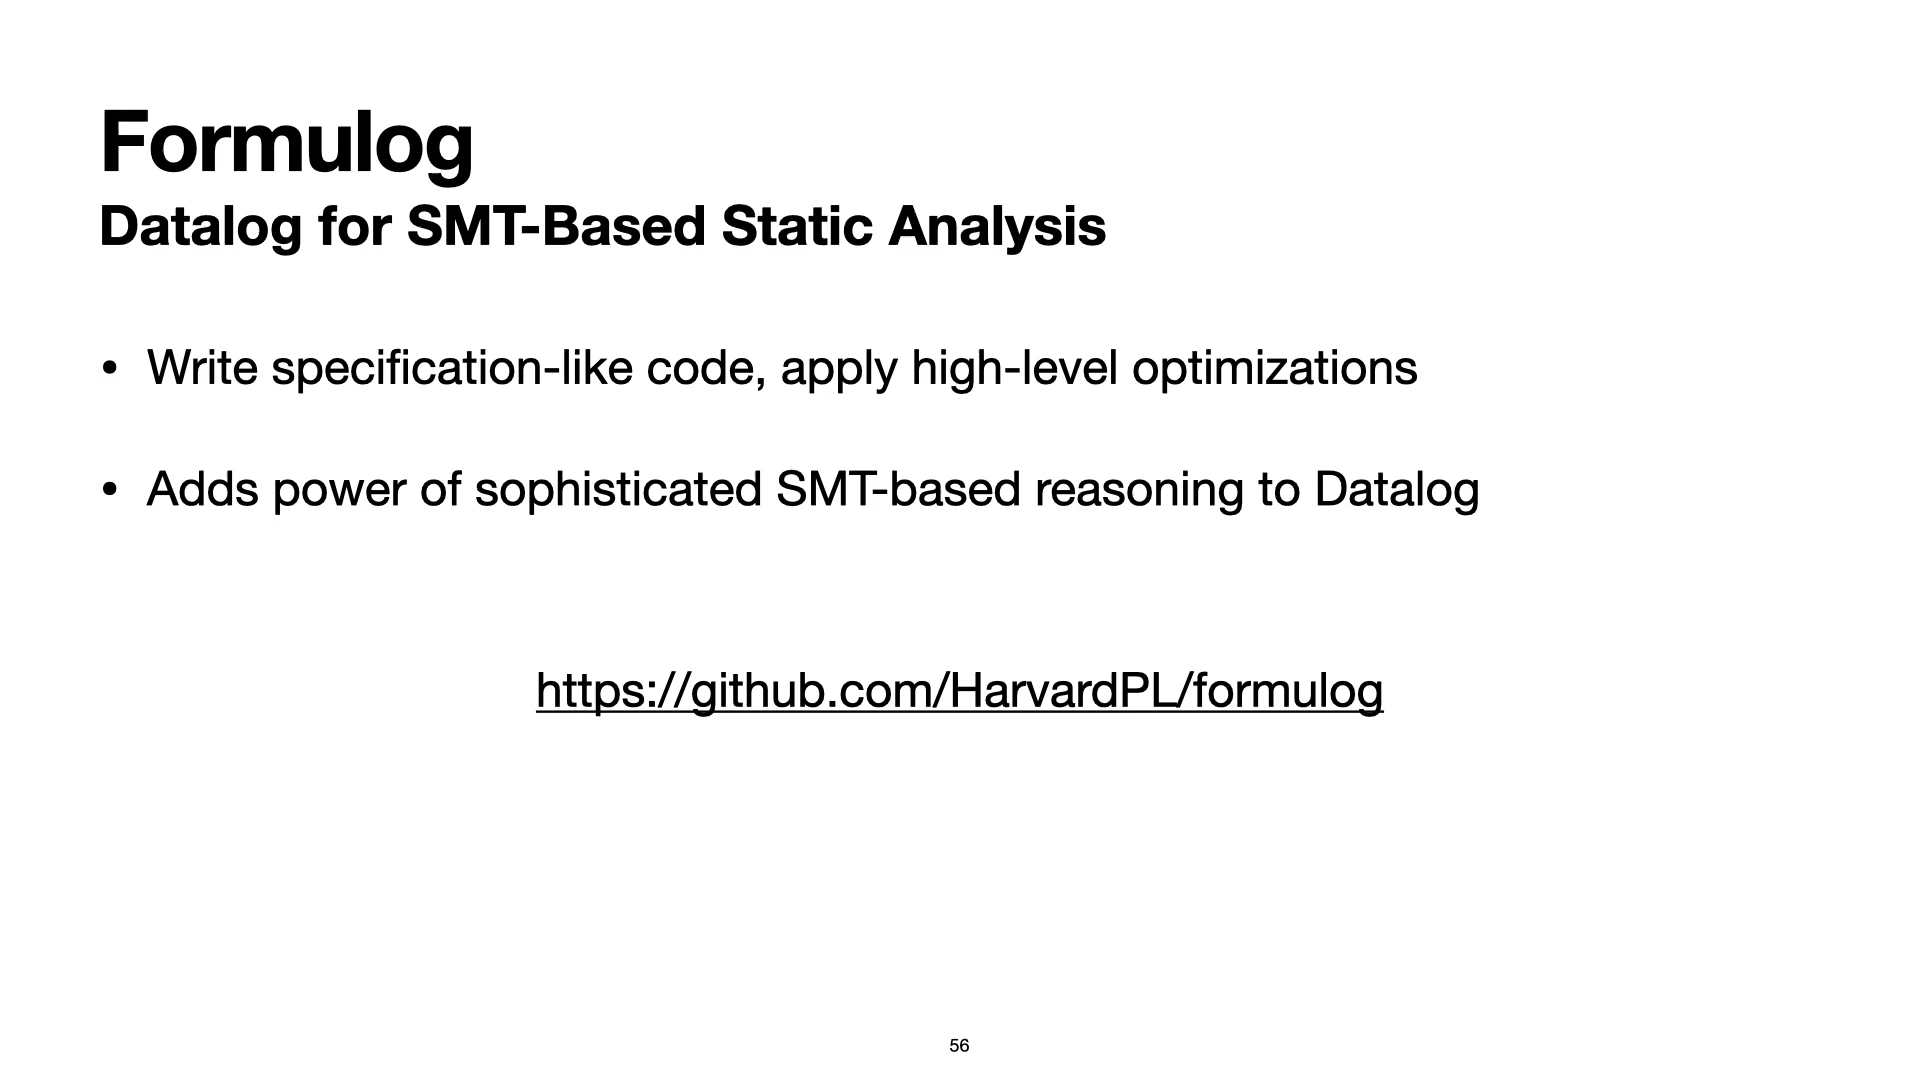 Formulog
Datalog for SMT-Based Static Analysis
• Write specification-like code, apply high-level optimizations
• Adds power of sophisticated SMT-based reasoning to Datalog
https://github.com/HarvardPL/formulog
56